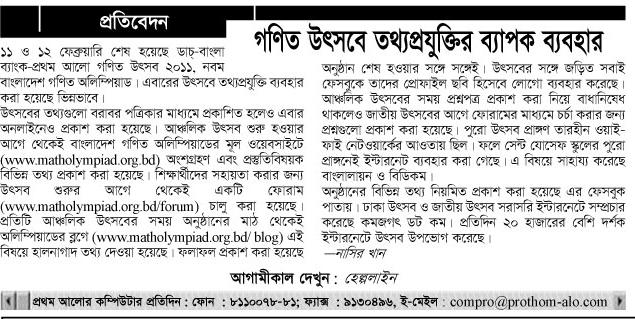 প্রতিবেদন
গণিত উৎসবে তথ্যপ্রযুক্তির ব্যাপক ব্যবহার
১১ ও ১২ ফেব্রুয়ারি শেষ হয়েছে ডাচ্-বাংলা
ব্যাংক-প্রথম আলো গণিত উৎসব ২০১১, নবম
বাংলাদেশ গণিত অলিম্পিয়াড। এবারের উৎসবে তথ্যপ্রযুক্তি ব্যবহার
করা হয়েছে ভিন্নভাবে।
উৎসবের তথ্যগুলো বরাবর পত্রিকার মাধ্যমে প্রকাশিত হলেও এবার
অনলাইনেও প্রকাশ করা হয়েছে। আঞ্চলিক উৎসব শুরু হওয়ার
আগে থেকেই বাংলাদেশ গণিত অলিম্পিয়াডের মূল ওয়েবসাইটে
(www.matholympiad.org.bd) অংশগ্রহণ এবং প্রস্তুতিবিষয়ক
বিভিন্ন তথ্য প্রকাশ করা হয়েছে। শিক্ষার্থীদের সহায়তা করার জন্য
উৎসব শুরুর আগে থেকেই একটি ফোরাম
(www.matholympiad.org.bd/forum) চালু করা হয়েছে।
প্রতিটি আঞ্চলিক উৎসবের সময় অনুষ্ঠানের মাঠ থেকেই
অলিম্পিয়াডের ব্লগে (www.matholympiad.org.bd/ blog) এই
বিষয়ে হালনাগাদ তথ্য দেওয়া হয়েছে। ফলাফল প্রকাশ করা হয়েছে
অনুষ্ঠান শেষ হওয়ার সঙ্গে সঙ্গেই। উৎসবের সঙ্গে জড়িত সবাই
ফেসবুকে তাদের প্রোফাইল ছবি হিসেবে লোগো ব্যবহার করেছে।
আঞ্চলিক উৎসবের সময় প্রশ্নপত্র প্রকাশ করা নিয়ে বাধানিষেধ
থাকলেও জাতীয় উৎসবের আগে ফোরামের মাধ্যমে চর্চা করার জন্য
প্রশ্নগুলো প্রকাশ করা হয়েছে। পুরো উৎসব প্রাঙ্গণ তারহীন ওয়াই-
ফাই নেটওয়ার্কের আওতায় ছিল। ফলে সেন্ট যোসেফ স্কুলের পুরো
প্রাঙ্গনেই ইন্টারনেট ব্যবহার করা গেছে। এ বিষয়ে সাহায্য করেছে
বাংলালায়ন ও বিডিকম।
অনুষ্ঠানের বিভিন্ন তথ্য নিয়মিত প্রকাশ করা হয়েছে এর ফেসবুক
পাতায়। ঢাকা উৎসব ও জাতীয় উৎসব সরাসরি ইন্টারনেটে সম্প্রচার
করেছে কমজগৎ ডট কম। প্রতিদিন ২০ হাজারের বেশি দর্শক
ইন্টারনেটে উৎসব উপভোগ করেছে।
—নাসির খান
আগামীকাল দেখুন : হেল্পলাইন
প্রথম আলোর কম্পিউটার প্রতিদিন : ফোন : ৮১১০০৭৮-৮১; ফ্যাক্স : ৯১৩০৪৯৬, ই-মেইল : compro@prothom-alo.com